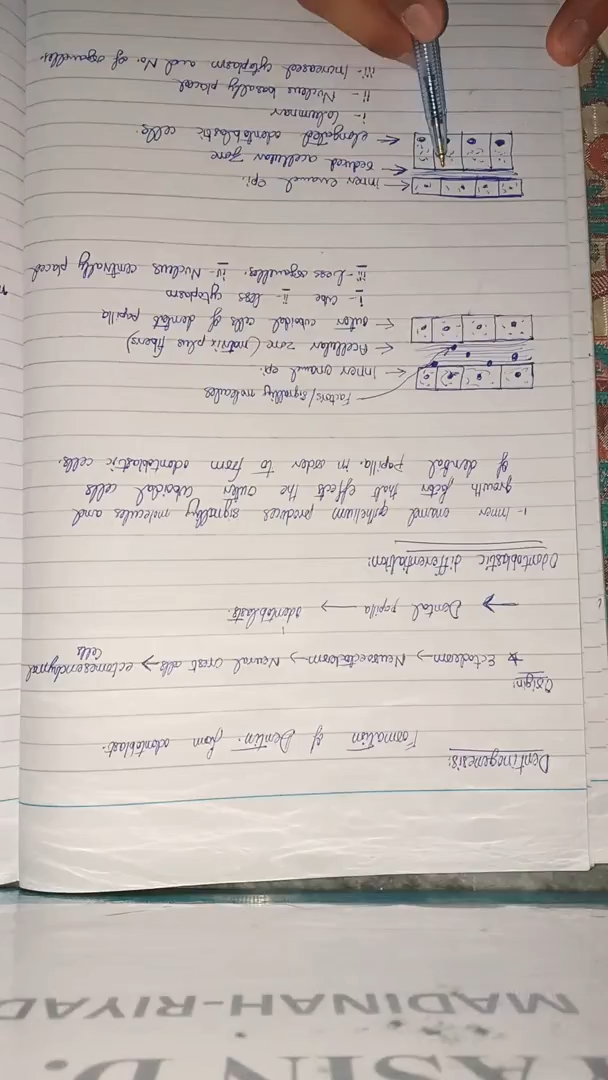 Dentinogenesis:
Formation of Dentin. from odontoblast.
Origin:
* Ectoderm → Neuroectoderm → Neural crest cells → ectomesenchymal cells
→ Dental papilla → odontoblasts.
Odontoblastic differentiation:
1- Inner enamel epithelium produces signalling molecules and
growth factor that effects the outer cuboidal cells
of dental papilla. in order to from odontoblastic cells.
Factors/signalling molecules
→ Inner enamel epi.
→ Acellular zone (matrix plus fibers)
→ outer cuboidal cells of dental papilla
i- cube ii- less cytoplasm
iii- Less organelles. iv- Nucleus centrally placed
→ inner enamel epi.
→ reduced acellular zone
→ elongated odontoblastic cells.
i- Columnar
ii- Nucleus basally placed
iii- Increased cytoplasm and No. of organelles.
MADINAH-RIYAD
ASEN D.